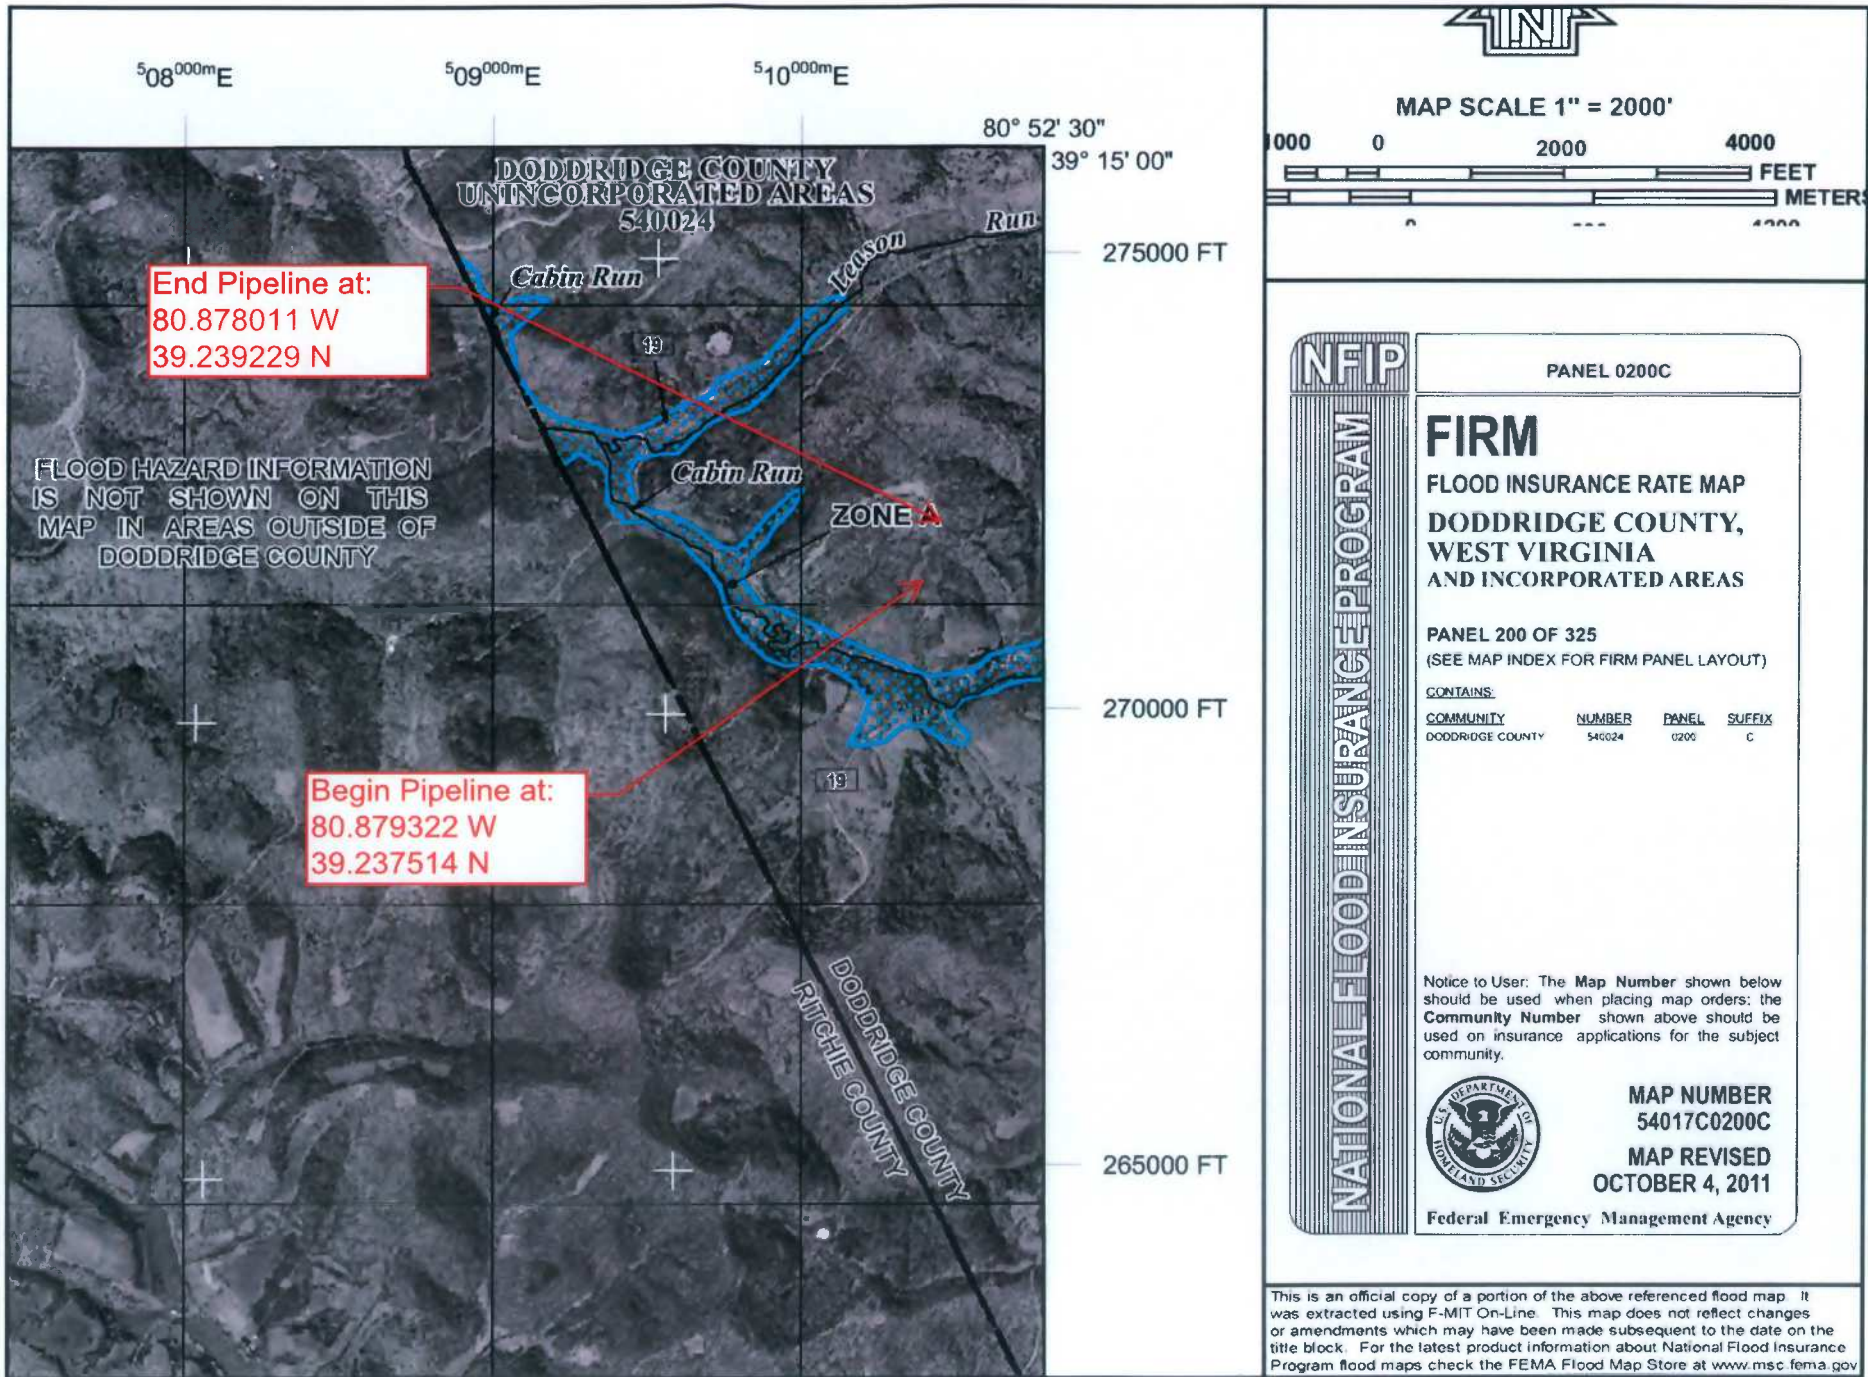 508000mE
509000mE
510000mE
80° 52' 30"
39° 15' 00"
DODDRIDGE COUNTY
UNINCORPORATED AREAS
540024
Run
Leason
275000 FT
Cabin Run
End Pipeline at:
80.878011 W
39.239229 N
19
FLOOD HAZARD INFORMATION
IS NOT SHOWN ON THIS
MAP IN AREAS OUTSIDE OF
DODDRIDGE COUNTY
Cabin Run
ZONE A
270000 FT
Begin Pipeline at:
80.879322 W
39.237514 N
19
DODDRIDGE COUNTY
RITCHIE COUNTY
265000 FT
N
MAP SCALE 1" = 2000'
1000 0 2000 4000
FEET
METERS
NFIP
NATIONAL FLOOD INSURANCE PROGRAM
PANEL 0200C
FIRM
FLOOD INSURANCE RATE MAP
DODDRIDGE COUNTY,
WEST VIRGINIA
AND INCORPORATED AREAS
PANEL 200 OF 325
(SEE MAP INDEX FOR FIRM PANEL LAYOUT)
CONTAINS:
COMMUNITY NUMBER PANEL SUFFIX
DODDRIDGE COUNTY 540024 0200 C
Notice to User: The Map Number shown below
should be used when placing map orders: the
Community Number shown above should be
used on insurance applications for the subject
community.
U.S. DEPARTMENT OF
HOMELAND SECURITY
MAP NUMBER
54017C0200C
MAP REVISED
OCTOBER 4, 2011
Federal Emergency Management Agency
This is an official copy of a portion of the above referenced flood map. It
was extracted using F-MIT On-Line. This map does not reflect changes
or amendments which may have been made subsequent to the date on the
title block. For the latest product information about National Flood Insurance
Program flood maps check the FEMA Flood Map Store at www.msc.fema.gov